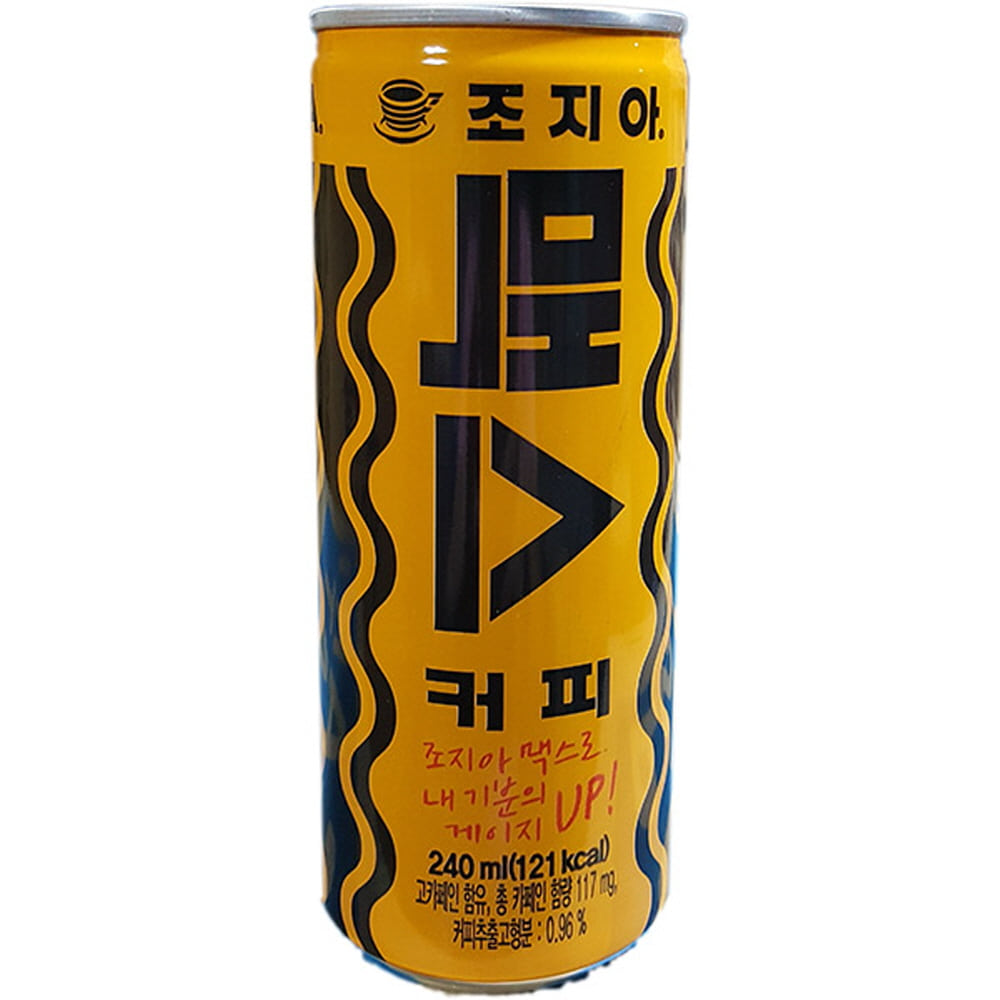 조지아.
맥스
커피
조지아 맥스로
내 기분의
게이지 UP!
240 ml(121 kcal)
고카페인 함유, 총 카페인 함량 117 mg,
커피추출고형분 : 0.96 %